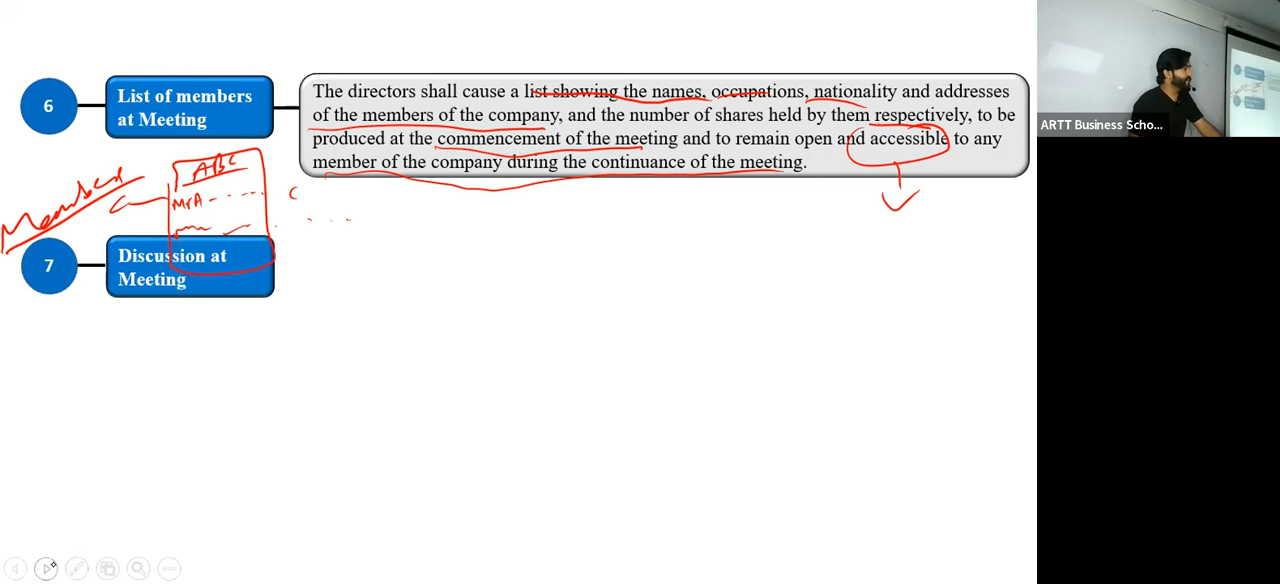 6
List of members
at Meeting
The directors shall cause a list showing the names, occupations, nationality and addresses
of the members of the company, and the number of shares held by them respectively, to be
produced at the commencement of the meeting and to remain open and accessible to any
member of the company during the continuance of the meeting.
ABC
Mr A
7
Discussion at
Meeting
ARTT Business Scho...